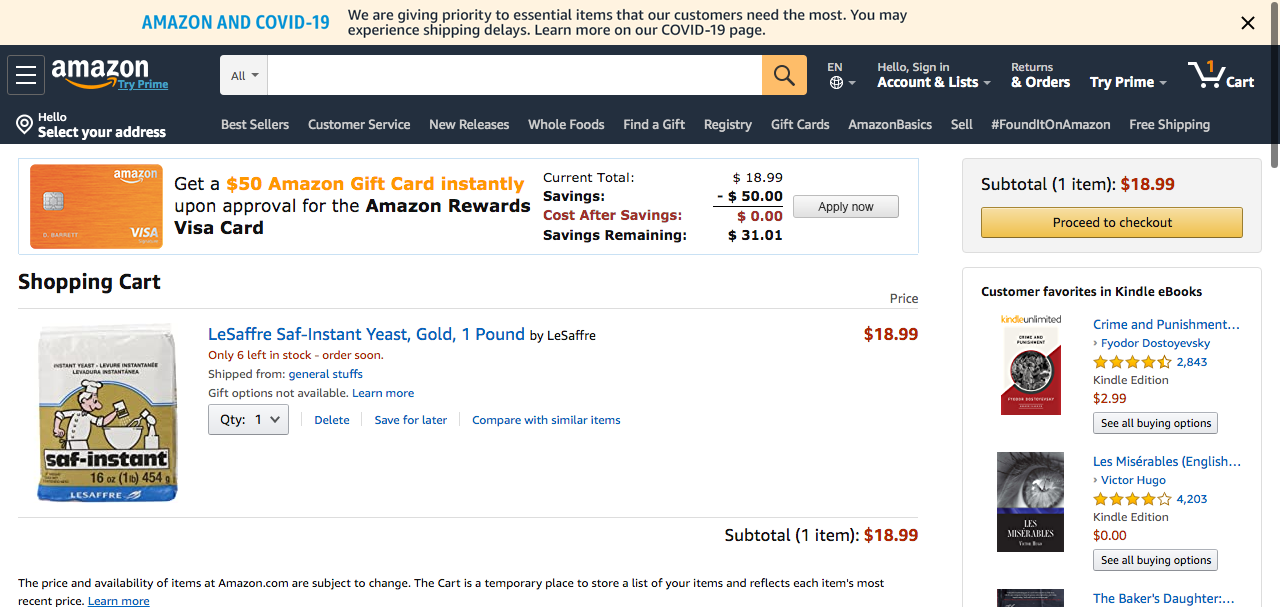 AMAZON AND COVID-19
We are giving priority to essential items that our customers need the most. You may
experience shipping delays. Learn more on our COVID-19 page.
amazon
Try Prime
All
EN
Hello, Sign in
Account & Lists
Returns
& Orders
Try Prime
1
Cart
Hello
Select your address
Best Sellers
Customer Service
New Releases
Whole Foods
Find a Gift
Registry
Gift Cards
AmazonBasics
Sell
#FoundItOnAmazon
Free Shipping
amazon
VISA
Get a $50 Amazon Gift Card instantly
upon approval for the Amazon Rewards
Visa Card
Current Total: $ 18.99
Savings: - $ 50.00
Cost After Savings: $ 0.00
Savings Remaining: $ 31.01
Apply now
Subtotal (1 item): $18.99
Proceed to checkout
Shopping Cart
Price
INSTANT YEAST - LEVURE INSTANTANÉE
LEVADURA INSTANTÁNEA
saf-instant
16 oz (1lb) 454 g
LESAFFRE
LeSaffre Saf-Instant Yeast, Gold, 1 Pound by LeSaffre
$18.99
Only 6 left in stock - order soon.
Shipped from: general stuffs
Gift options not available. Learn more
Qty: 1
Delete
Save for later
Compare with similar items
Subtotal (1 item): $18.99
The price and availability of items at Amazon.com are subject to change. The Cart is a temporary place to store a list of your items and reflects each item's most
recent price. Learn more
Customer favorites in Kindle eBooks
kindleunlimited
CRIME AND
PUNISHMENT
FYODOR DOSTOYEVSKY
Crime and Punishment...
› Fyodor Dostoyevsky
2,843
Kindle Edition
$2.99
See all buying options
LES
MISÉRABLES
VICTOR HUGO
Les Misérables (English...
› Victor Hugo
4,203
Kindle Edition
$0.00
See all buying options
The Baker's Daughter:...